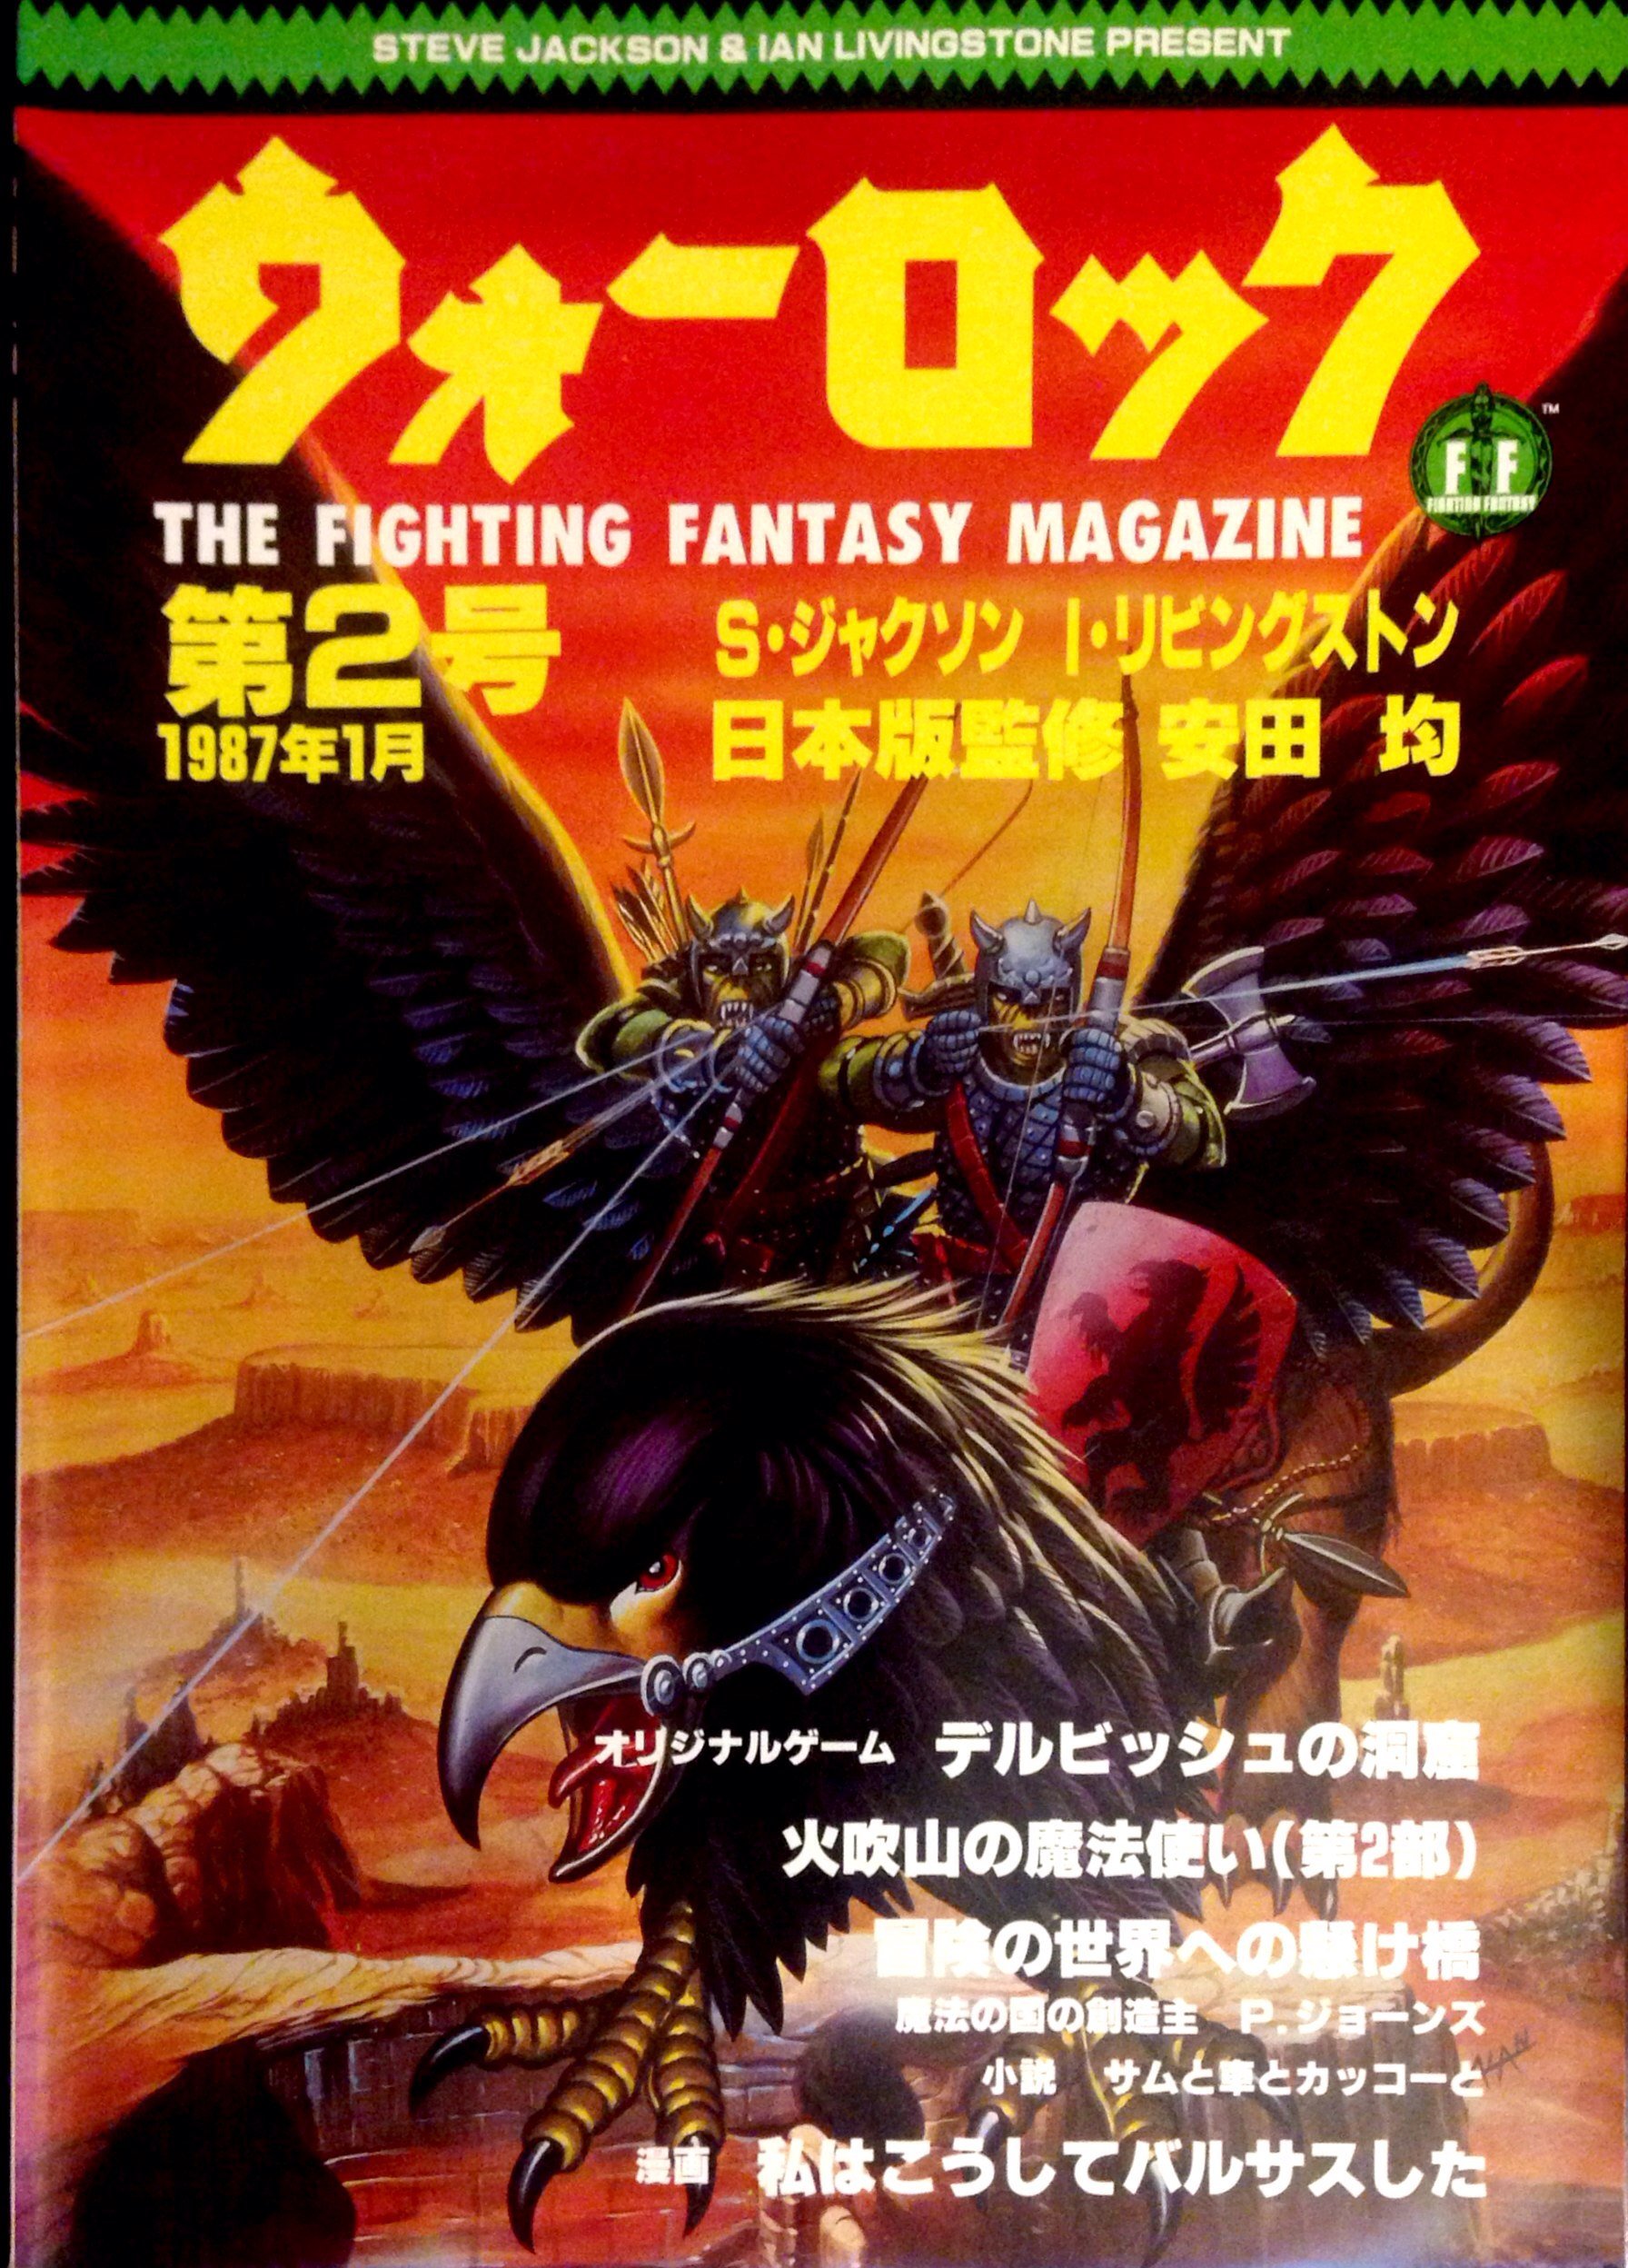 STEVE JACKSON & IAN LIVINGSTONE PRESENT
ウォーロック
™
F F
FIGHTING FANTASY
THE FIGHTING FANTASY MAGAZINE
第2号
1987年1月
S・ジャクソン I・リビングストン
日本版監修 安田 均
オリジナルゲーム デルビッシュの洞窟
火吹山の魔法使い(第2部)
冒険の世界への懸け橋
魔法の国の創造主 P.ジョーンズ
小説 サムと車とカッコーと
漫画 私はこうしてバルサスした